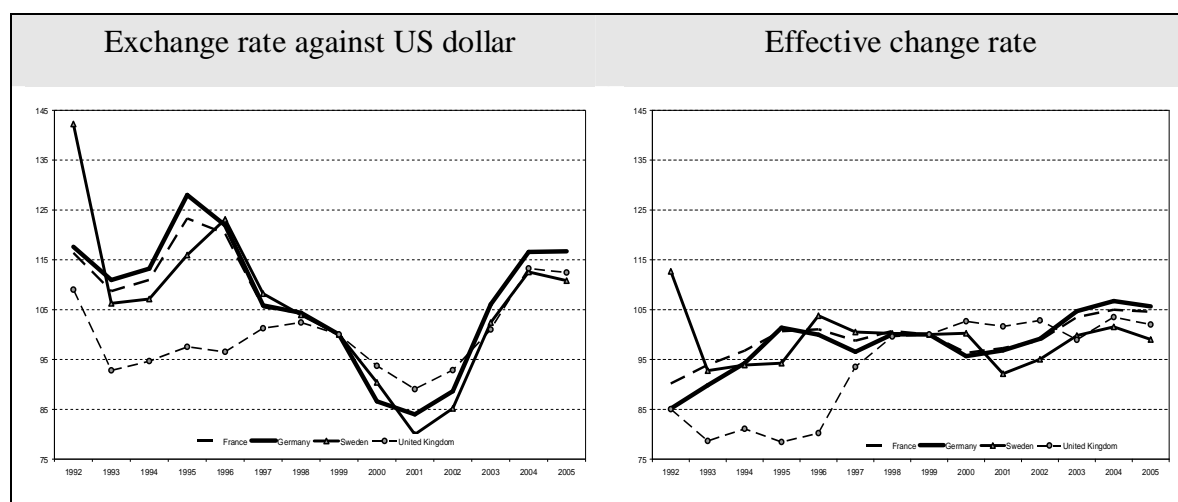 Exchange rate against US dollar
Effective change rate
145
135
125
115
105
95
85
75
France Germany Sweden United Kingdom
1992 1993 1994 1995 1996 1997 1998 1999 2000 2001 2002 2003 2004 2005
145
135
125
115
105
95
85
75
France Germany Sweden United Kingdom
1992 1993 1994 1995 1996 1997 1998 1999 2000 2001 2002 2003 2004 2005